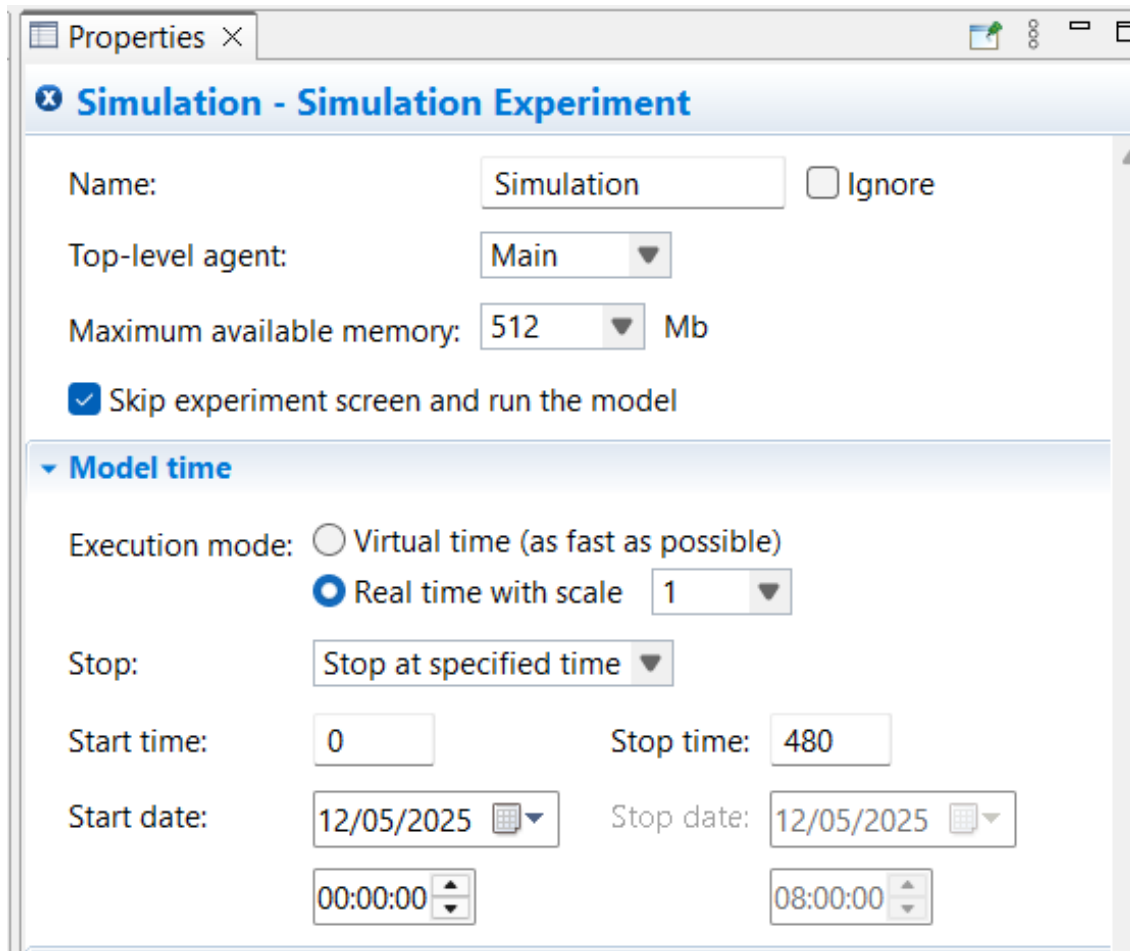 Properties
Simulation - Simulation Experiment
Name: Simulation Ignore
Top-level agent: Main
Maximum available memory: 512 Mb
Skip experiment screen and run the model
Model time
Execution mode: Virtual time (as fast as possible)
Real time with scale 1
Stop: Stop at specified time
Start time: 0 Stop time: 480
Start date: 12/05/2025 Stop date: 12/05/2025
00:00:00 08:00:00